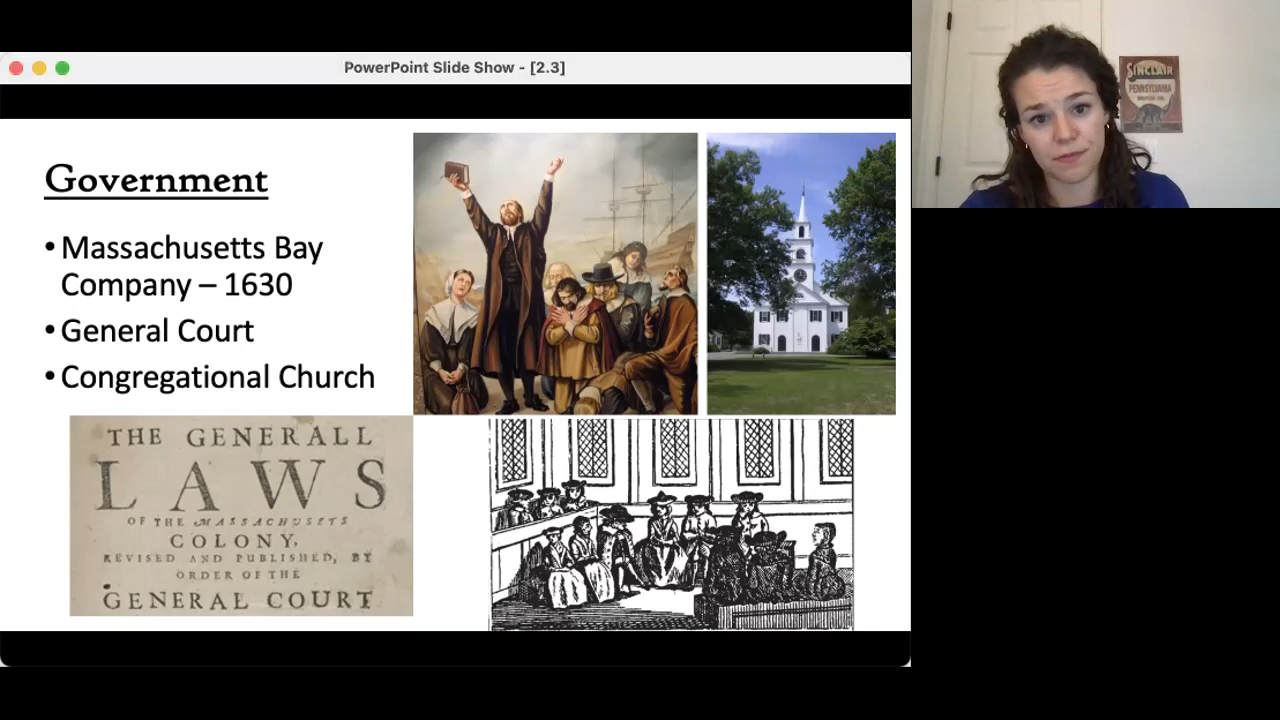 PowerPoint Slide Show - [2.3]
Government
• Massachusetts Bay
Company – 1630
• General Court
• Congregational Church
THE GENERALL
LAWS
OF THE MASSACHUSETS
COLONY,
REVISED AND PUBLISHED, BY
ORDER OF THE
GENERAL COURT
SINCLAIR
PENNSYLVANIA